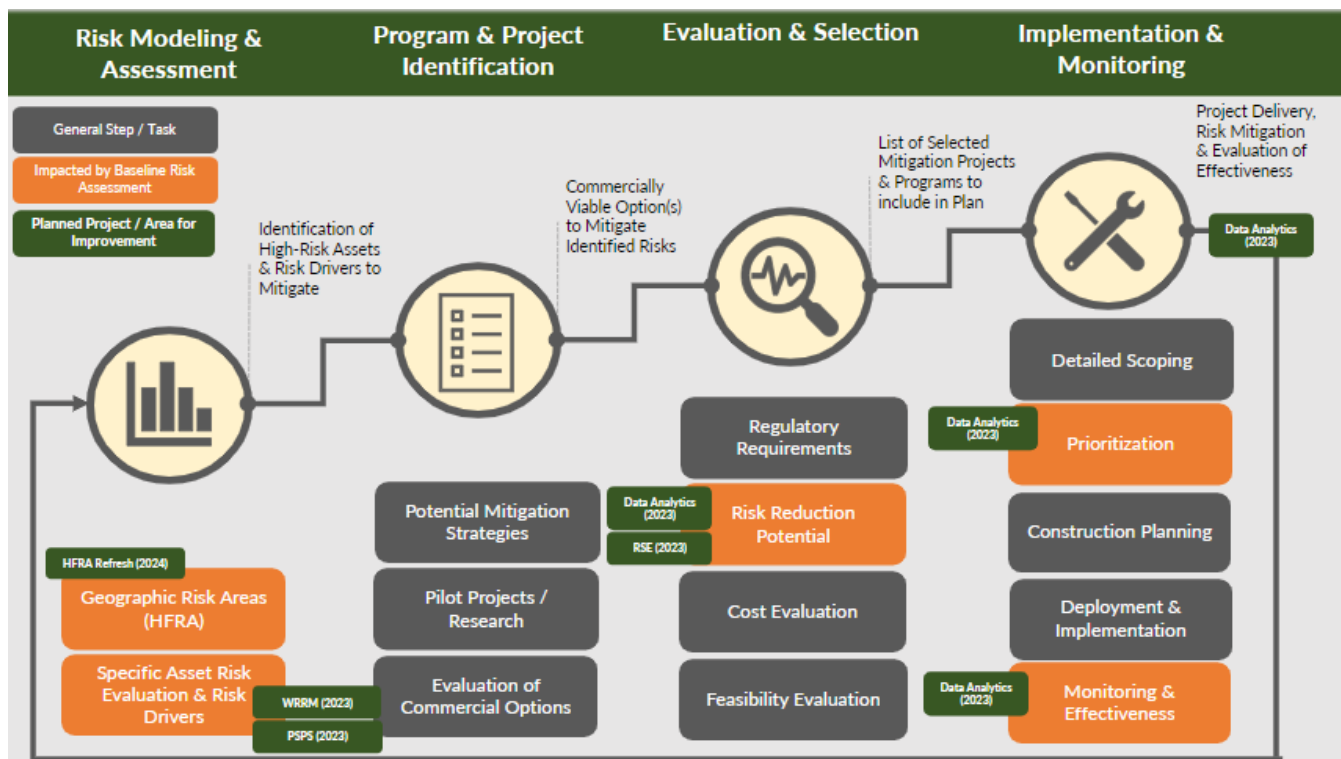 Risk Modeling &
Assessment
Program & Project
Identification
Evaluation & Selection
Implementation &
Monitoring
General Step / Task
Impacted by Baseline Risk
Assessment
Planned Project / Area for
Improvement
Identification of
High-Risk Assets
& Risk Drivers to
Mitigate
Commercially
Viable Option(s)
to Mitigate
Identified Risks
List of Selected
Mitigation Projects
& Programs to
include in Plan
Project Delivery,
Risk Mitigation
& Evaluation of
Effectiveness
Data Analytics
(2023)
HFRA Refresh (2024)
Geographic Risk Areas
(HFRA)
Specific Asset Risk
Evaluation & Risk
Drivers
WRRM (2023)
PSPS (2023)
Potential Mitigation
Strategies
Pilot Projects /
Research
Evaluation of
Commercial Options
Regulatory
Requirements
Data Analytics
(2023)
RSE (2023)
Risk Reduction
Potential
Cost Evaluation
Feasibility Evaluation
Detailed Scoping
Data Analytics
(2023)
Prioritization
Construction Planning
Deployment &
Implementation
Data Analytics
(2023)
Monitoring &
Effectiveness